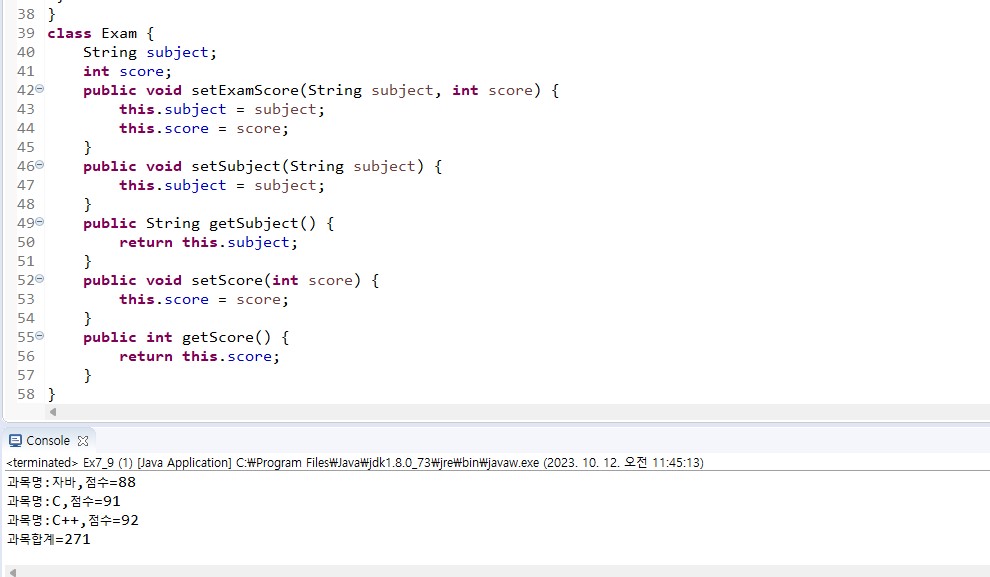 38 }
39 class Exam {
40     String subject;
41     int score;
42     public void setExamScore(String subject, int score) {
43         this.subject = subject;
44         this.score = score;
45     }
46     public void setSubject(String subject) {
47         this.subject = subject;
48     }
49     public String getSubject() {
50         return this.subject;
51     }
52     public void setScore(int score) {
53         this.score = score;
54     }
55     public int getScore() {
56         return this.score;
57     }
58 }
Console
<terminated> Ex7_9 (1) [Java Application] C:₩Program Files₩Java₩jdk1.8.0_73₩jre₩bin₩javaw.exe (2023. 10. 12. 오전 11:45:13)
과목명:자바,점수=88
과목명:C,점수=91
과목명:C++,점수=92
과목합계=271